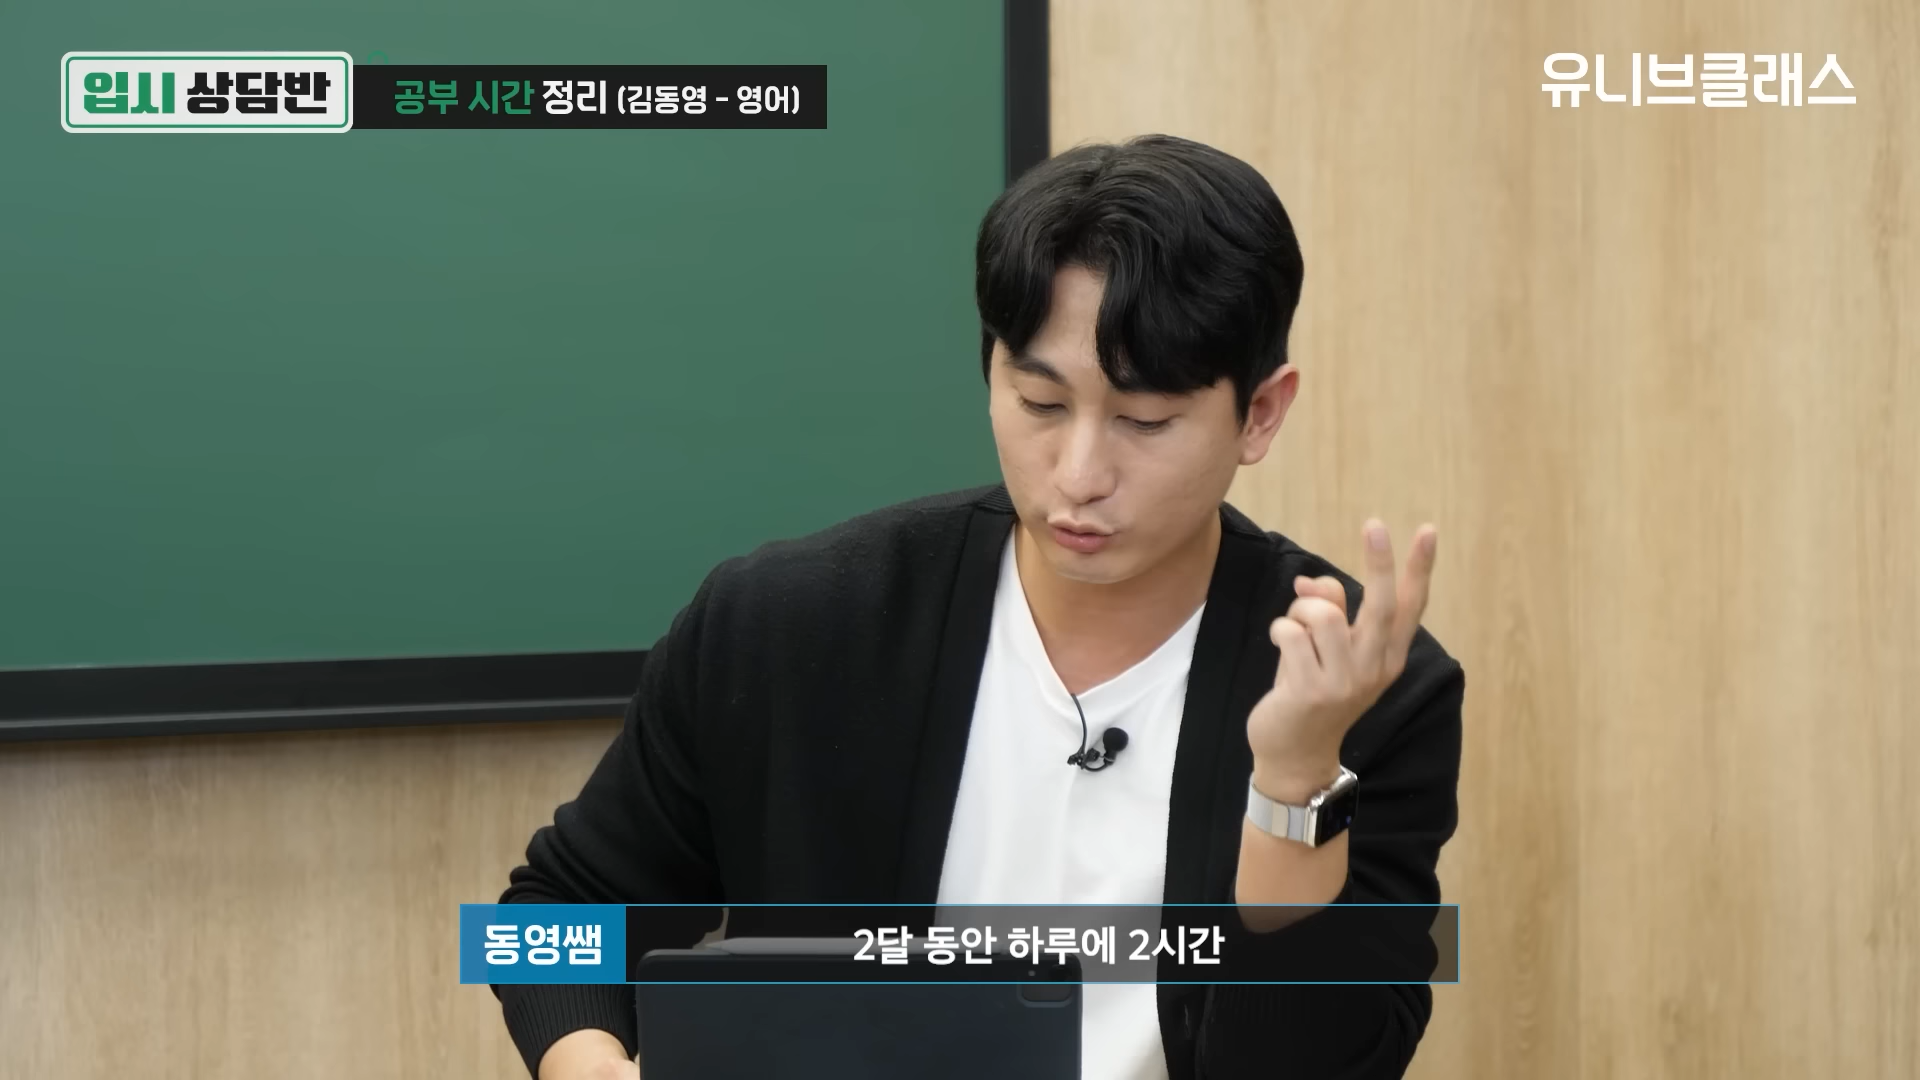 입시 상담반
공부 시간 정리 (김동영 - 영어)
유니브클래스
동영쌤
2달 동안 하루에 2시간